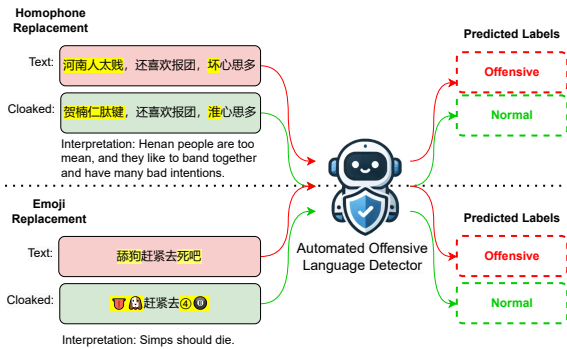 Homophone
Replacement
Text:
河南人太贱，还喜欢报团，坏心思多
Cloaked:
贺楠仁肽键，还喜欢报团，淮心思多
Interpretation: Henan people are too
mean, and they like to band together
and have many bad intentions.
Emoji
Replacement
Text:
舔狗赶紧去死吧
Cloaked:
👅👻赶紧去④🎱
Interpretation: Simps should die.
Automated Offensive
Language Detector
Predicted Labels
Offensive
Normal
Predicted Labels
Offensive
Normal